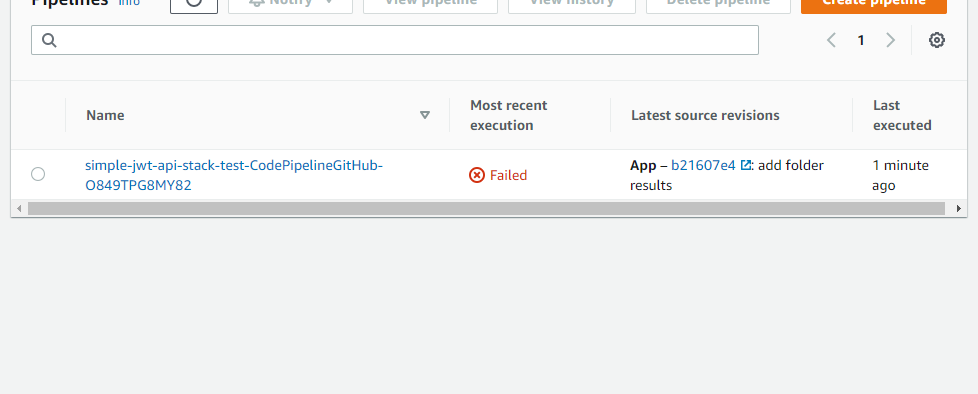 Pipelines Info Notify View pipeline View history Delete pipeline Create pipeline
1
Name
Most recent
execution
Latest source revisions
Last
executed
simple-jwt-api-stack-test-CodePipelineGitHub-
O849TPG8MY82
Failed
App – b21607e4 : add folder
results
1 minute
ago